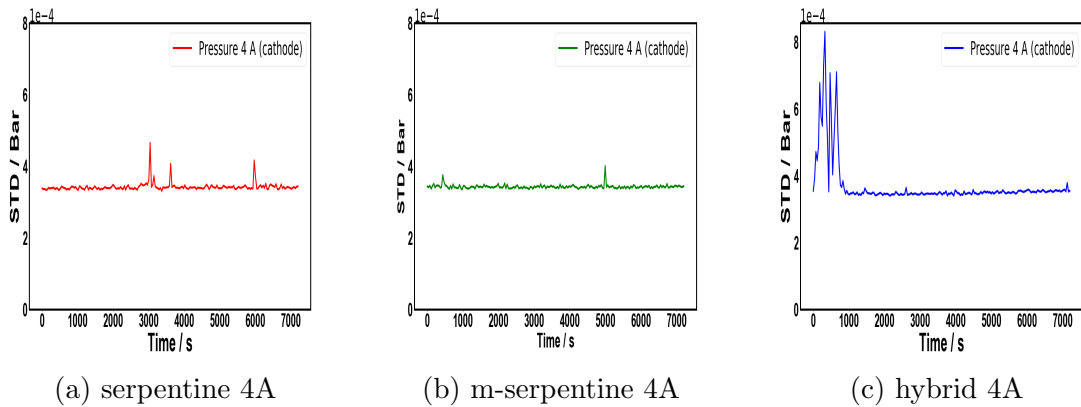 1e−4
8
6
4
2
0
STD / Bar
Pressure 4 A (cathode)
0 1000 2000 3000 4000 5000 6000 7000
Time / s
(a) serpentine 4A
1e−4
8
6
4
2
0
STD / Bar
Pressure 4 A (cathode)
0 1000 2000 3000 4000 5000 6000 7000
Time / s
(b) m-serpentine 4A
1e−4
8
6
4
2
0
STD / Bar
Pressure 4 A (cathode)
0 1000 2000 3000 4000 5000 6000 7000
Time / s
(c) hybrid 4A